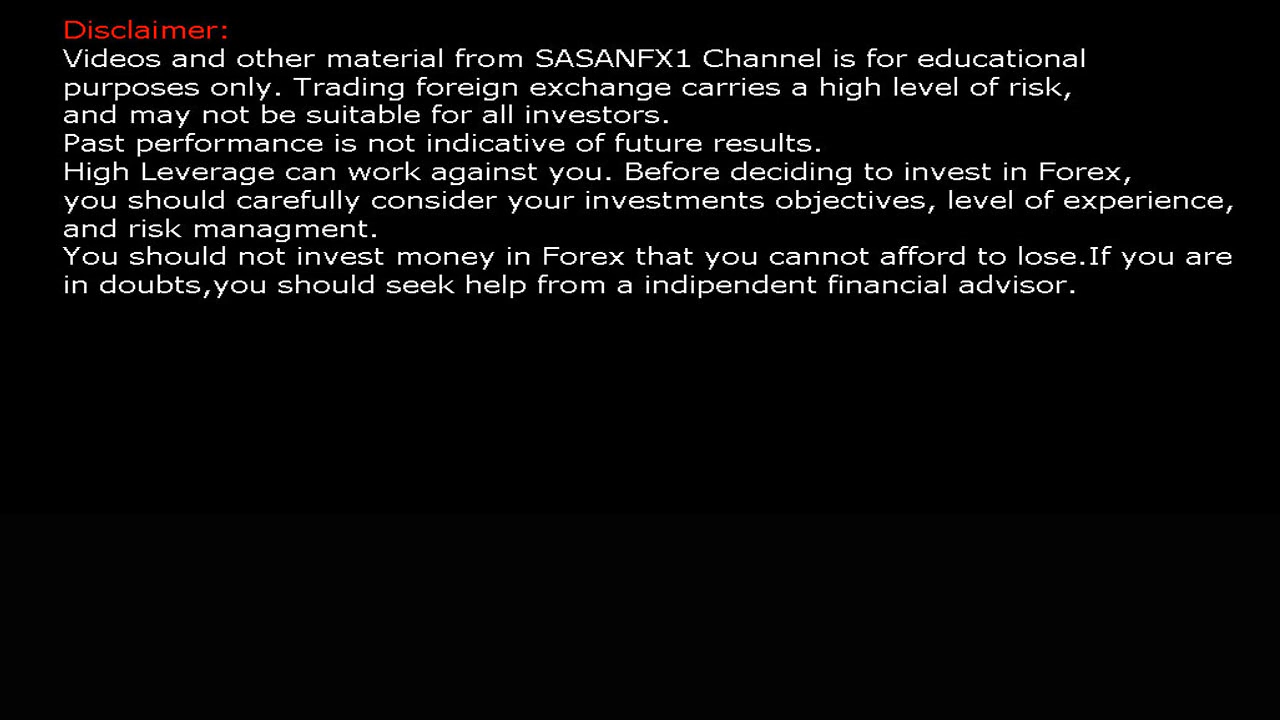 Disclaimer:
Videos and other material from SASANFX1 Channel is for educational
purposes only. Trading foreign exchange carries a high level of risk,
and may not be suitable for all investors.
Past performance is not indicative of future results.
High Leverage can work against you. Before deciding to invest in Forex,
you should carefully consider your investments objectives, level of experience,
and risk managment.
You should not invest money in Forex that you cannot afford to lose.If you are
in doubts,you should seek help from a indipendent financial advisor.